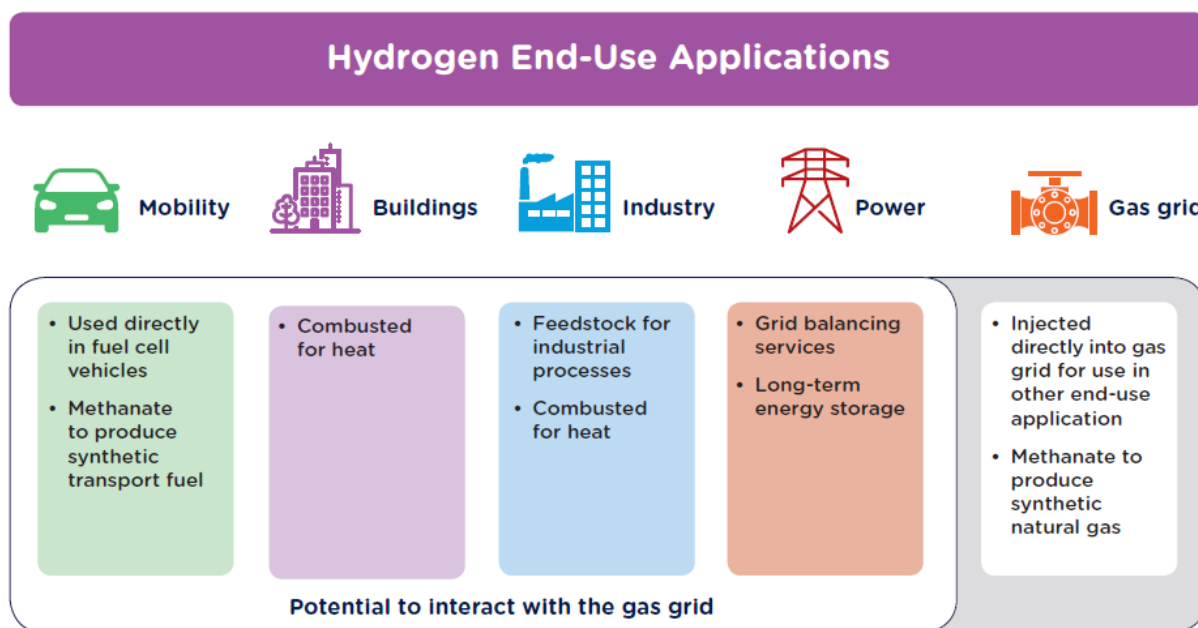 Hydrogen End-Use Applications
Mobility
Buildings
Industry
Power
Gas grid
• Used directly
in fuel cell
vehicles
• Methanate
to produce
synthetic
transport fuel
• Combusted
for heat
• Feedstock for
industrial
processes
• Combusted
for heat
• Grid balancing
services
• Long-term
energy storage
• Injected
directly into gas
grid for use in
other end-use
application
• Methanate to
produce
synthetic
natural gas
Potential to interact with the gas grid